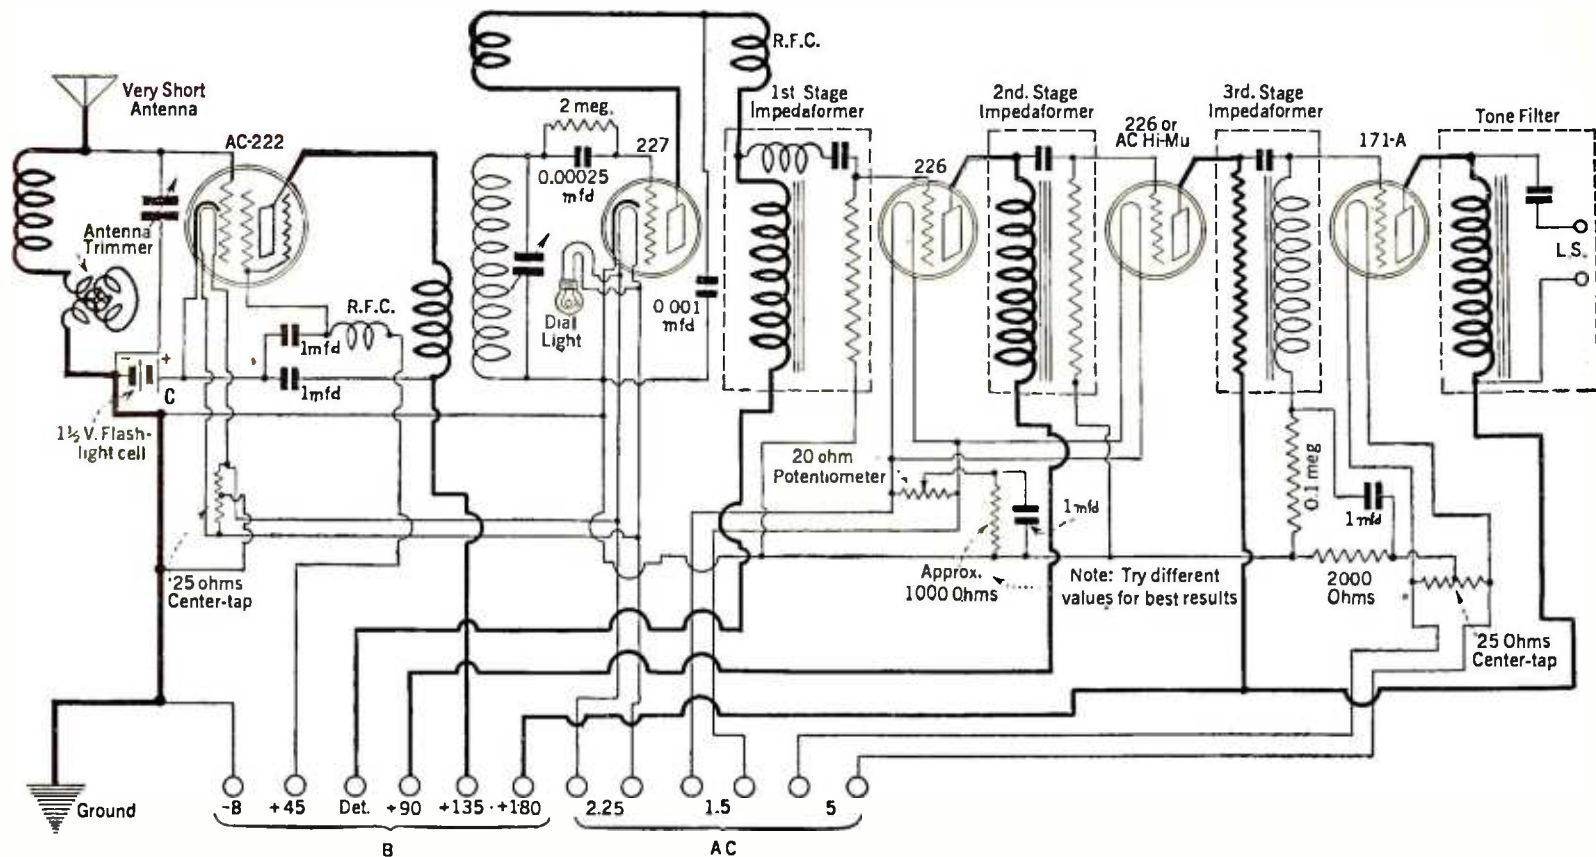 Very Short
Antenna
AC-222
Antenna
Trimmer
R.F.C.
1mfd
1mfd
- +
C
1½ V. Flash-
light cell
25 ohms
Center-tap
Ground
2 meg.
0.00025
mfd
227
Dial
Light
0.001
mfd
R.F.C.
1st Stage
Impedaformer
226
20 ohm
Potentiometer
2nd. Stage
Impedaformer
1mfd
Approx.
1000 Ohms
Note: Try different
values for best results
226 or
AC Hi-Mu
3rd. Stage
Impedaformer
0.1 meg
171-A
1mfd
2000
Ohms
25 Ohms
Center-tap
Tone Filter
L.S.
-B +45 Det. +90 +135 +180 2.25 1.5 5
B AC